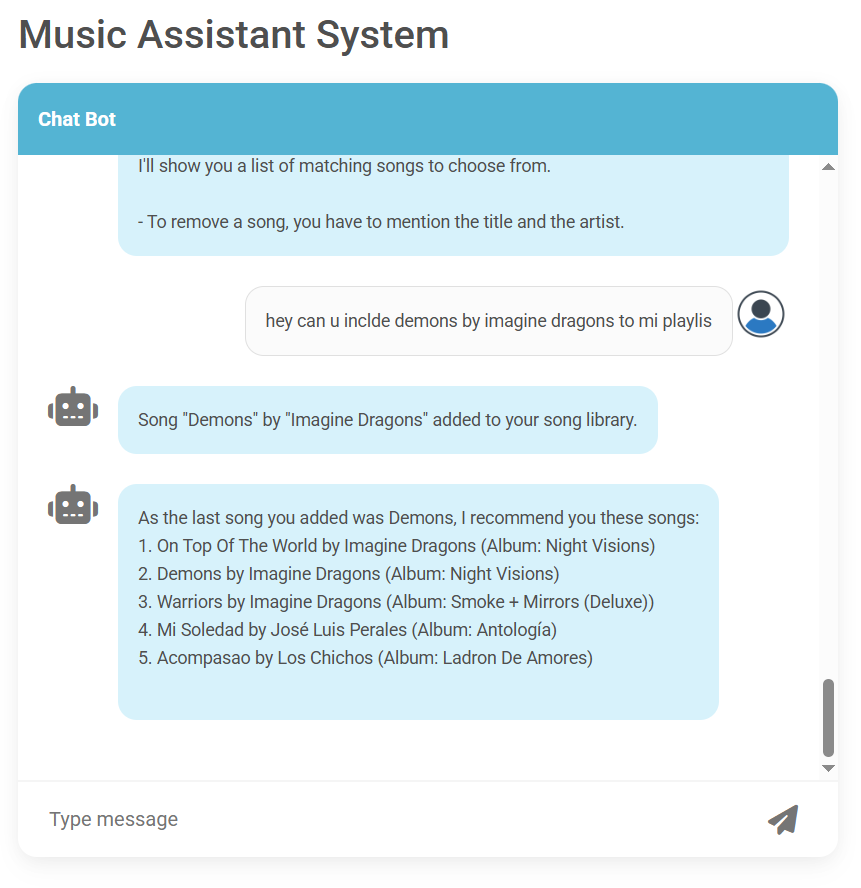 Music Assistant System
Chat Bot
I'll show you a list of matching songs to choose from.
- To remove a song, you have to mention the title and the artist.
hey can u inclde demons by imagine dragons to mi playlis
Song "Demons" by "Imagine Dragons" added to your song library.
As the last song you added was Demons, I recommend you these songs:
1. On Top Of The World by Imagine Dragons (Album: Night Visions)
2. Demons by Imagine Dragons (Album: Night Visions)
3. Warriors by Imagine Dragons (Album: Smoke + Mirrors (Deluxe))
4. Mi Soledad by José Luis Perales (Album: Antología)
5. Acompasao by Los Chichos (Album: Ladron De Amores)
Type message